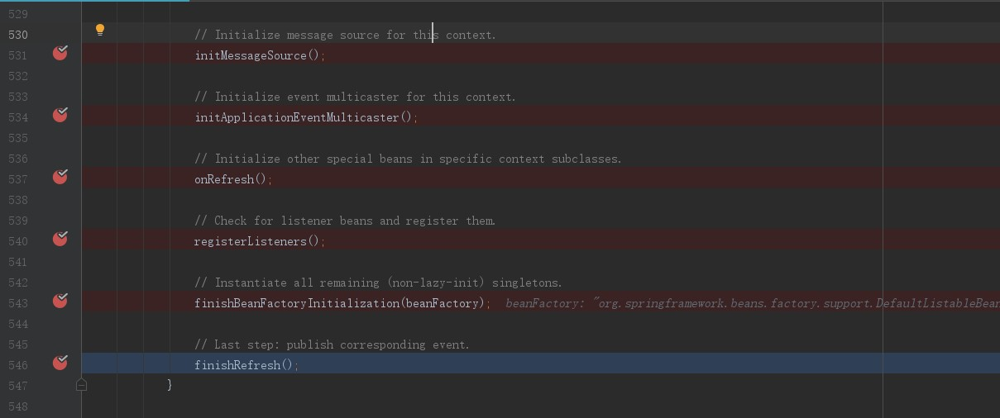 529
530 // Initialize message source for this context.
531 initMessageSource();
532
533 // Initialize event multicaster for this context.
534 initApplicationEventMulticaster();
535
536 // Initialize other special beans in specific context subclasses.
537 onRefresh();
538
539 // Check for listener beans and register them.
540 registerListeners();
541
542 // Instantiate all remaining (non-lazy-init) singletons.
543 finishBeanFactoryInitialization(beanFactory); beanFactory: "org.springframework.beans.factory.support.DefaultListableBean
544
545 // Last step: publish corresponding event.
546 finishRefresh();
547 }
548